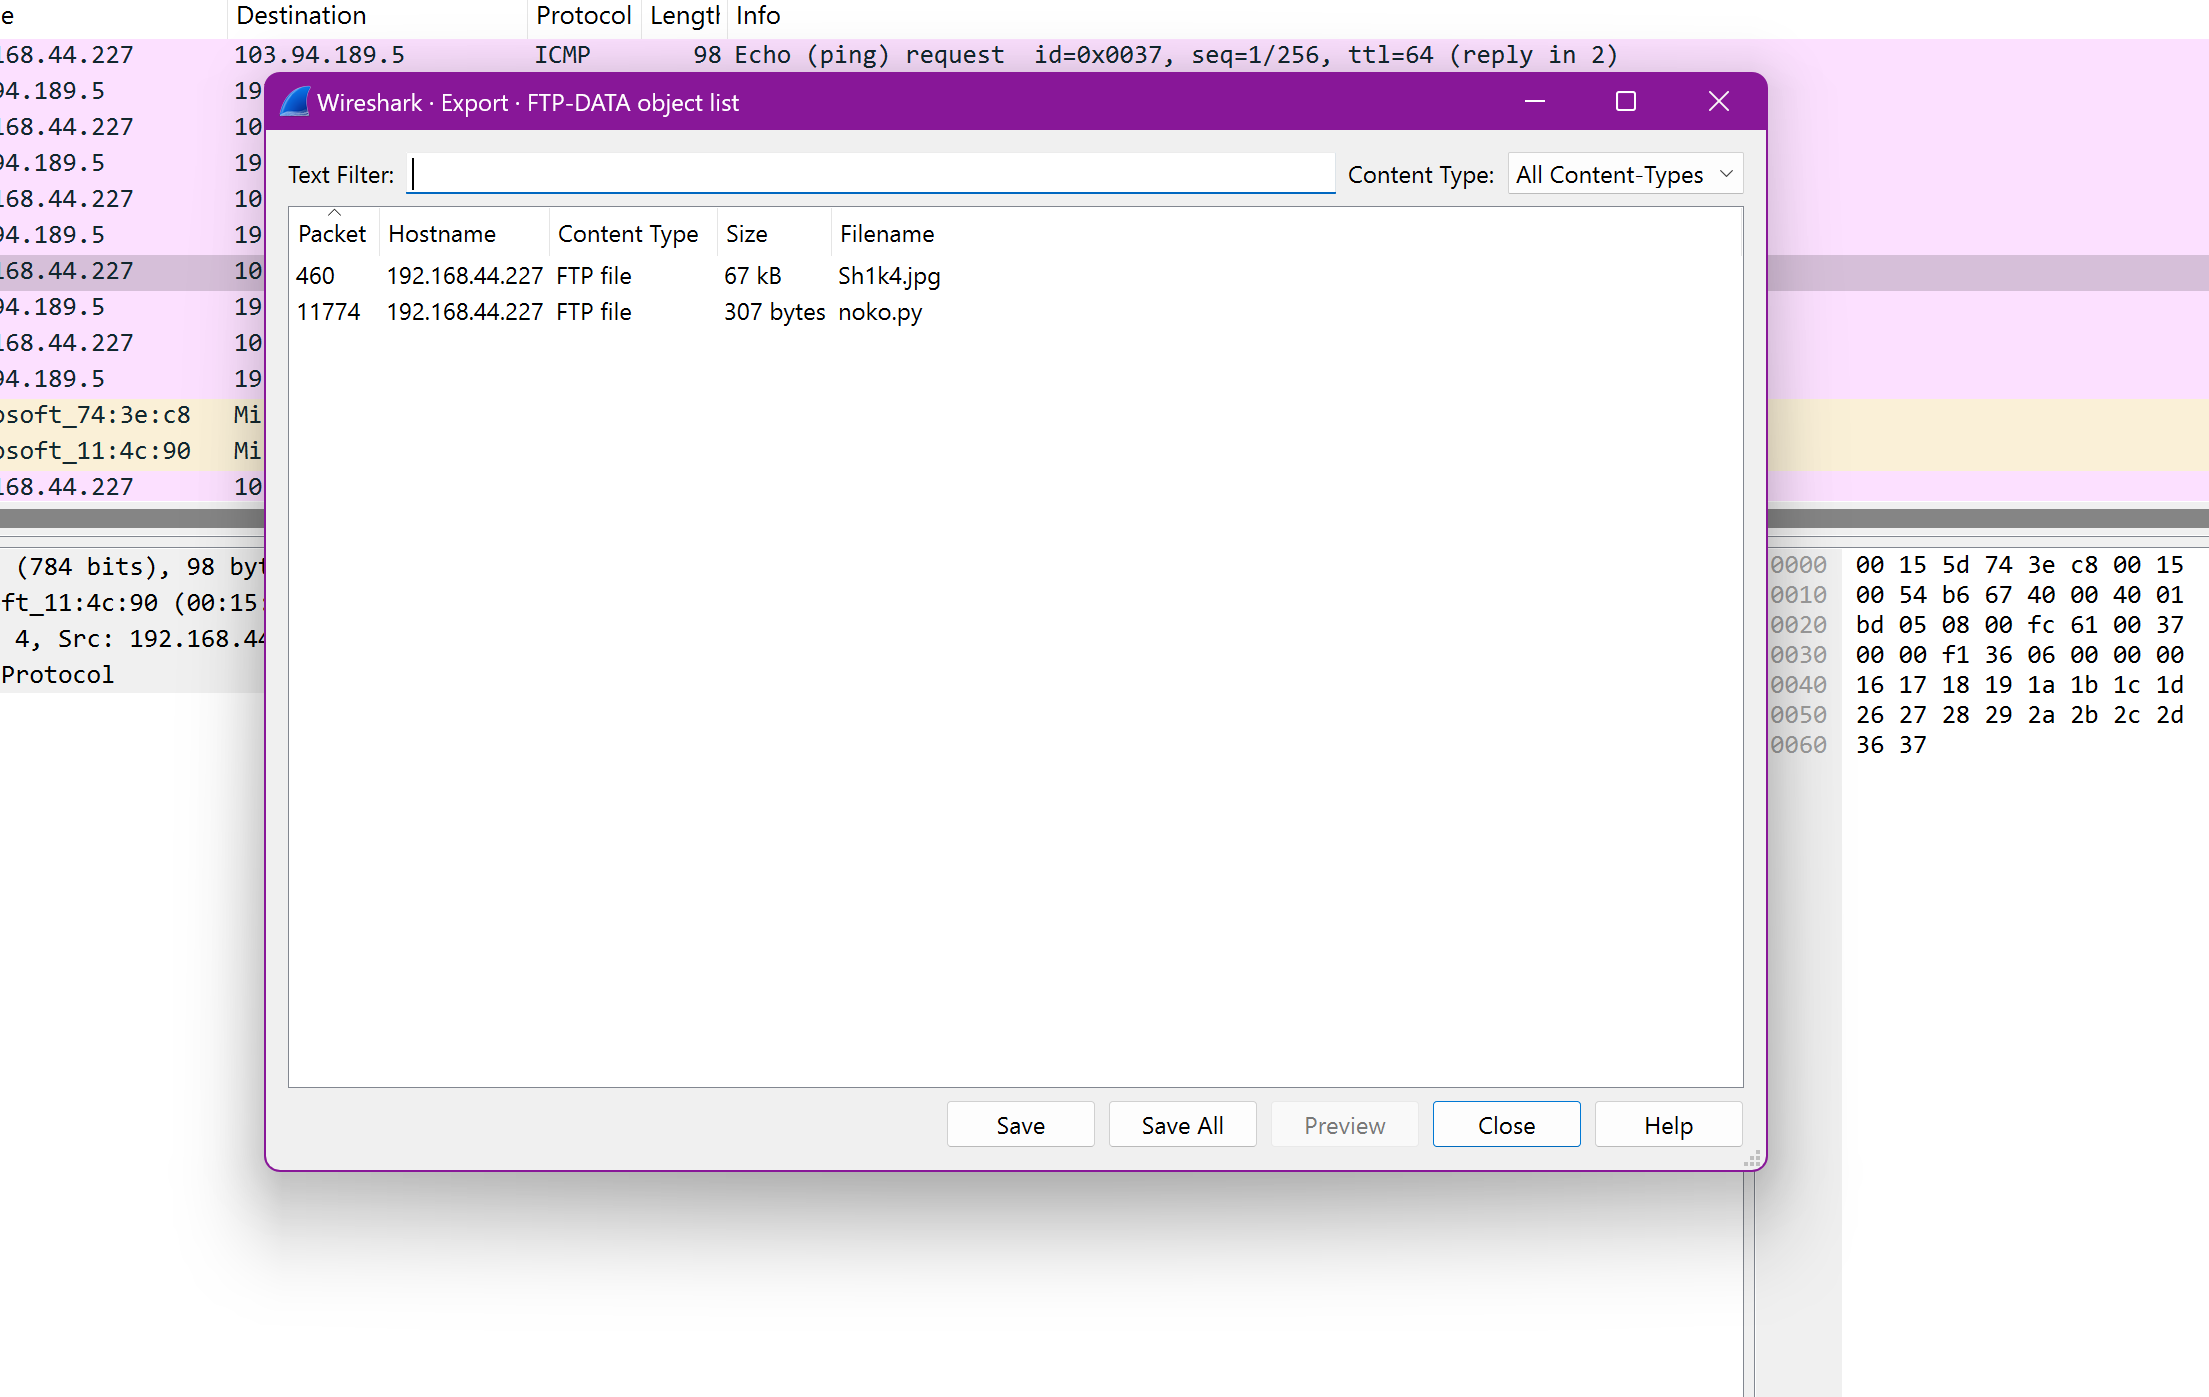 e Destination Protocol Lengtl Info
168.44.227 103.94.189.5 ICMP 98 Echo (ping) request id=0x0037, seq=1/256, ttl=64 (reply in 2)
Wireshark · Export · FTP-DATA object list
94.189.5 19
168.44.227 10
94.189.5 19
168.44.227 10
94.189.5 19
168.44.227 10
94.189.5 19
168.44.227 10
94.189.5 19
osoft_74:3e:c8 Mi
osoft_11:4c:90 Mi
168.44.227 10
Text Filter: Content Type: All Content-Types
Packet Hostname Content Type Size Filename
460 192.168.44.227 FTP file 67 kB Sh1k4.jpg
11774 192.168.44.227 FTP file 307 bytes noko.py
(784 bits), 98 byt
ft_11:4c:90 (00:15:
4, Src: 192.168.44
Protocol
0000 00 15 5d 74 3e c8 00 15
0010 00 54 b6 67 40 00 40 01
0020 bd 05 08 00 fc 61 00 37
0030 00 00 f1 36 06 00 00 00
0040 16 17 18 19 1a 1b 1c 1d
0050 26 27 28 29 2a 2b 2c 2d
0060 36 37
Save Save All Preview Close Help